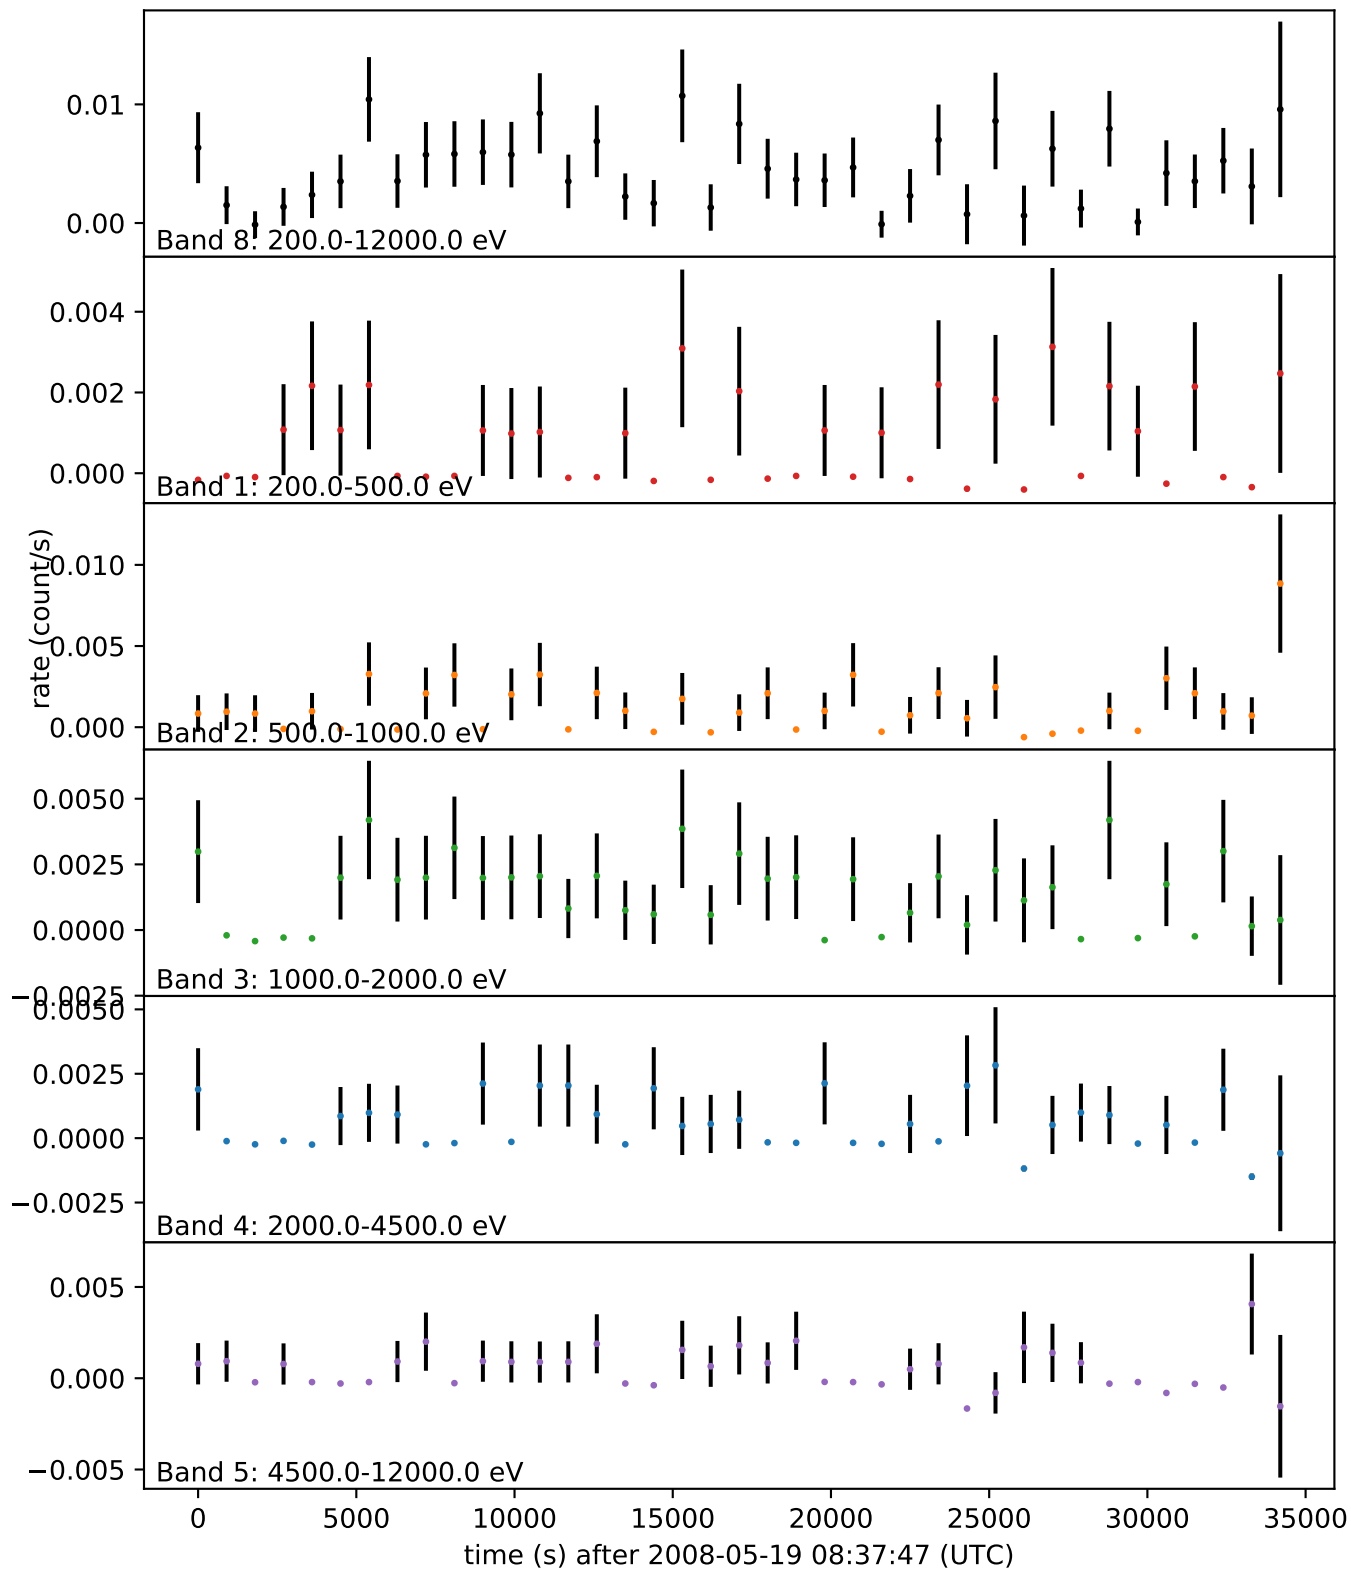 0.01
0.00
Band 8: 200.0-12000.0 eV
0.004
0.002
0.000
Band 1: 200.0-500.0 eV
rate (count/s)
0.010
0.005
0.000
Band 2: 500.0-1000.0 eV
0.0050
0.0025
0.0000
−0.0025
Band 3: 1000.0-2000.0 eV
0.0050
0.0025
0.0000
−0.0025
Band 4: 2000.0-4500.0 eV
0.005
0.000
−0.005
Band 5: 4500.0-12000.0 eV
0 5000 10000 15000 20000 25000 30000 35000
time (s) after 2008-05-19 08:37:47 (UTC)